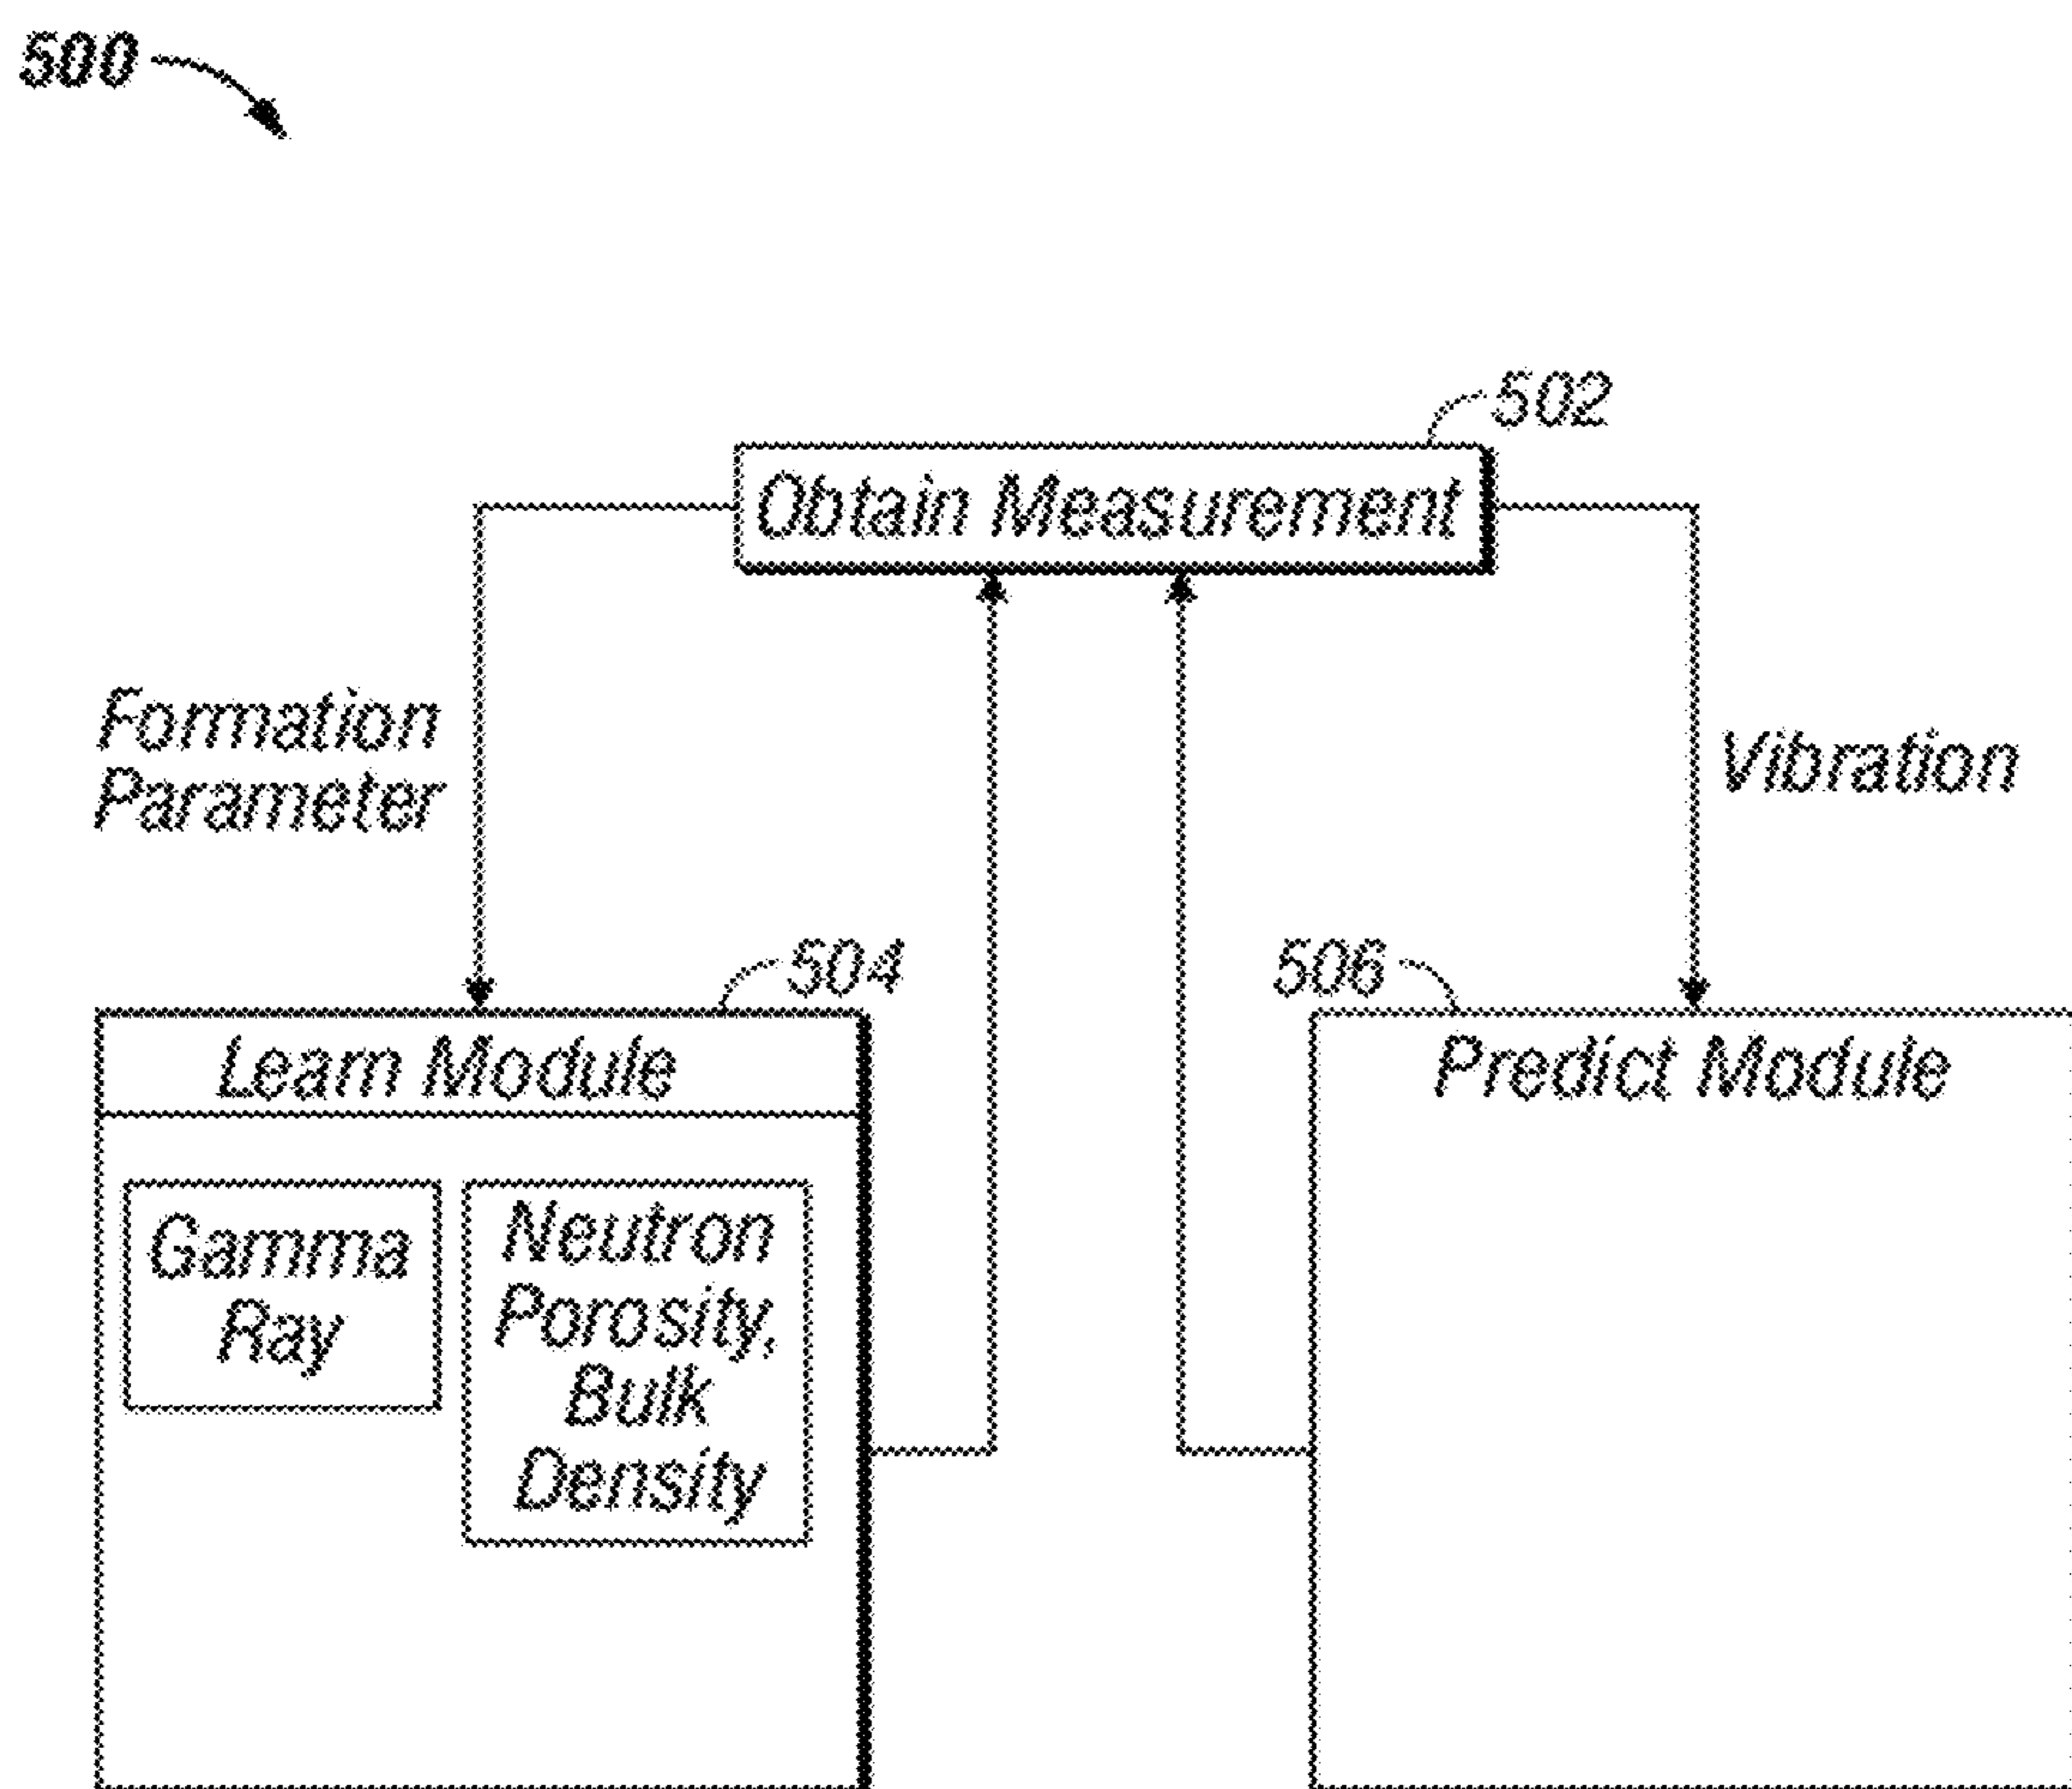 500
502
Obtain Measurement
Formation
Parameter
Vibration
504
506
Learn Module
Predict Module
Gamma
Ray
Neutron
Porosity,
Bulk
Density